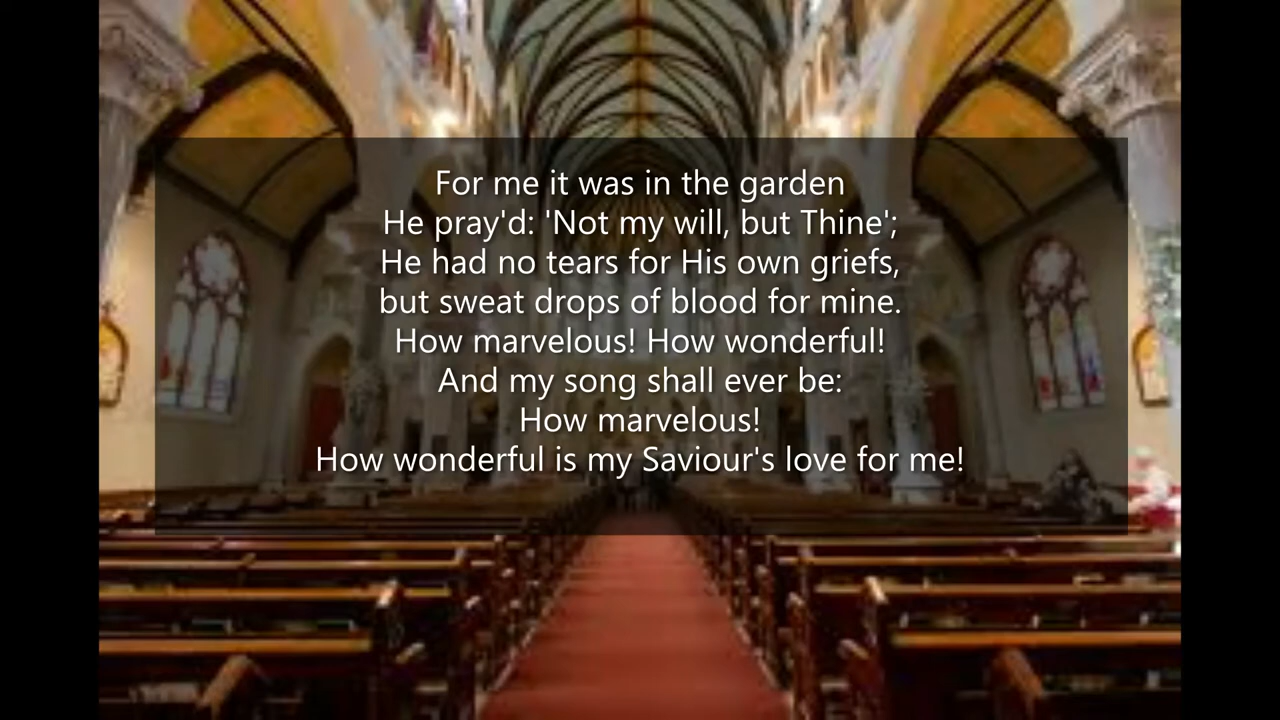 For me it was in the garden
He pray'd: 'Not my will, but Thine';
He had no tears for His own griefs,
but sweat drops of blood for mine.
How marvelous! How wonderful!
And my song shall ever be:
How marvelous!
How wonderful is my Saviour's love for me!